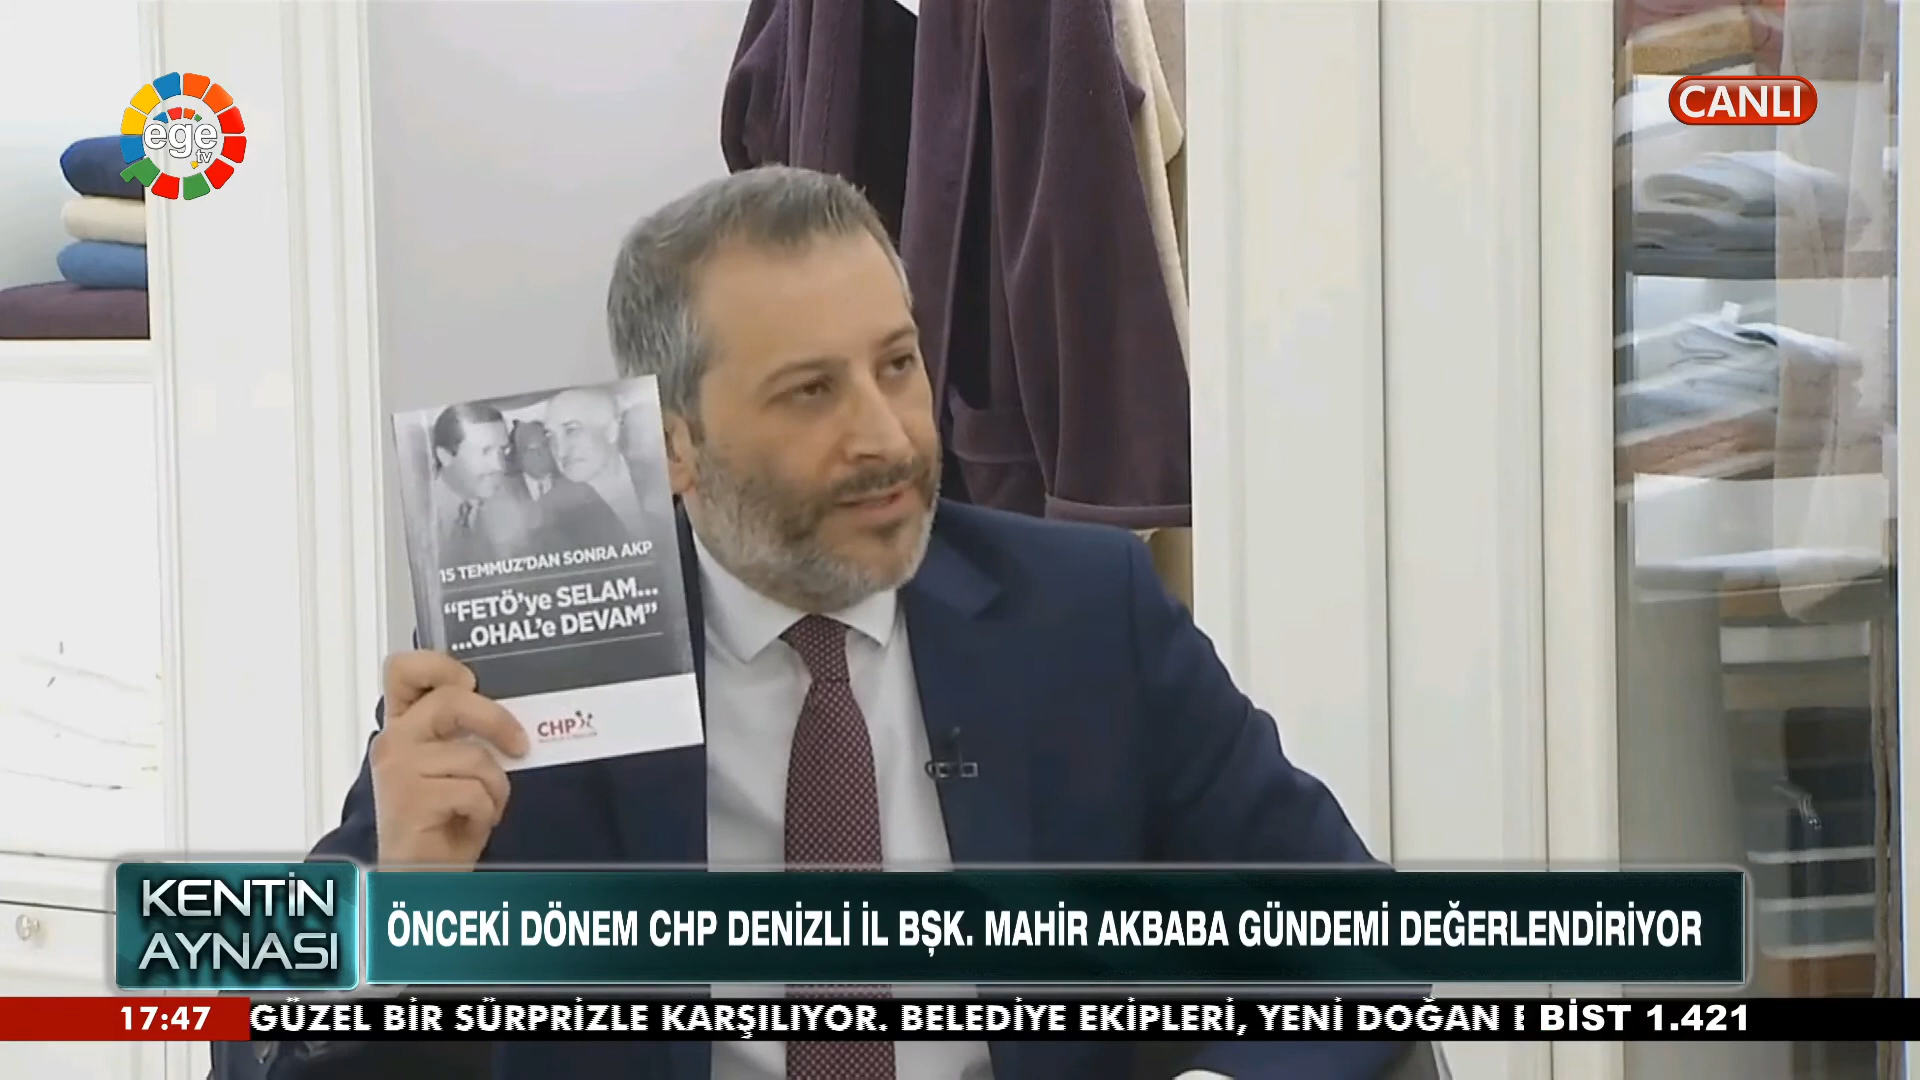 ege
tv
CANLI
15 TEMMUZ'DAN SONRA AKP
"FETÖ'ye SELAM...
...OHAL'e DEVAM"
CHP
KENTİN
AYNASI
ÖNCEKİ DÖNEM CHP DENİZLİ İL BŞK. MAHİR AKBABA GÜNDEMİ DEĞERLENDİRİYOR
17:47 GÜZEL BİR SÜRPRİZLE KARŞILIYOR. BELEDİYE EKİPLERİ, YENİ DOĞAN BİST 1.421